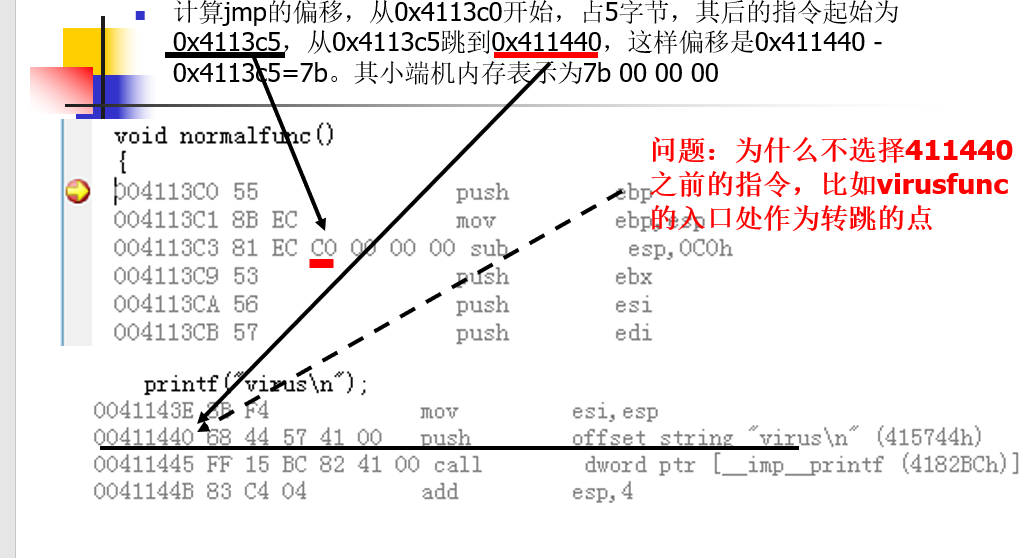 计算jmp的偏移，从0x4113c0开始，占5字节，其后的指令起始为
0x4113c5，从0x4113c5跳到0x411440，这样偏移是0x411440 -
0x4113c5=7b。其小端机内存表示为7b 00 00 00
void normalfunc()
{
004113C0 55 push ebp
004113C1 8B EC mov ebp,esp
004113C3 81 EC C0 00 00 00 sub esp,0C0h
004113C9 53 push ebx
004113CA 56 push esi
004113CB 57 push edi
问题：为什么不选择411440
之前的指令，比如virusfunc
的入口处作为转跳的点
printf("virus\n");
0041143E 8B F4 mov esi,esp
00411440 68 44 57 41 00 push offset string "virus\n" (415744h)
00411445 FF 15 BC 82 41 00 call dword ptr [__imp__printf (4182BCh)]
0041144B 83 C4 04 add esp,4